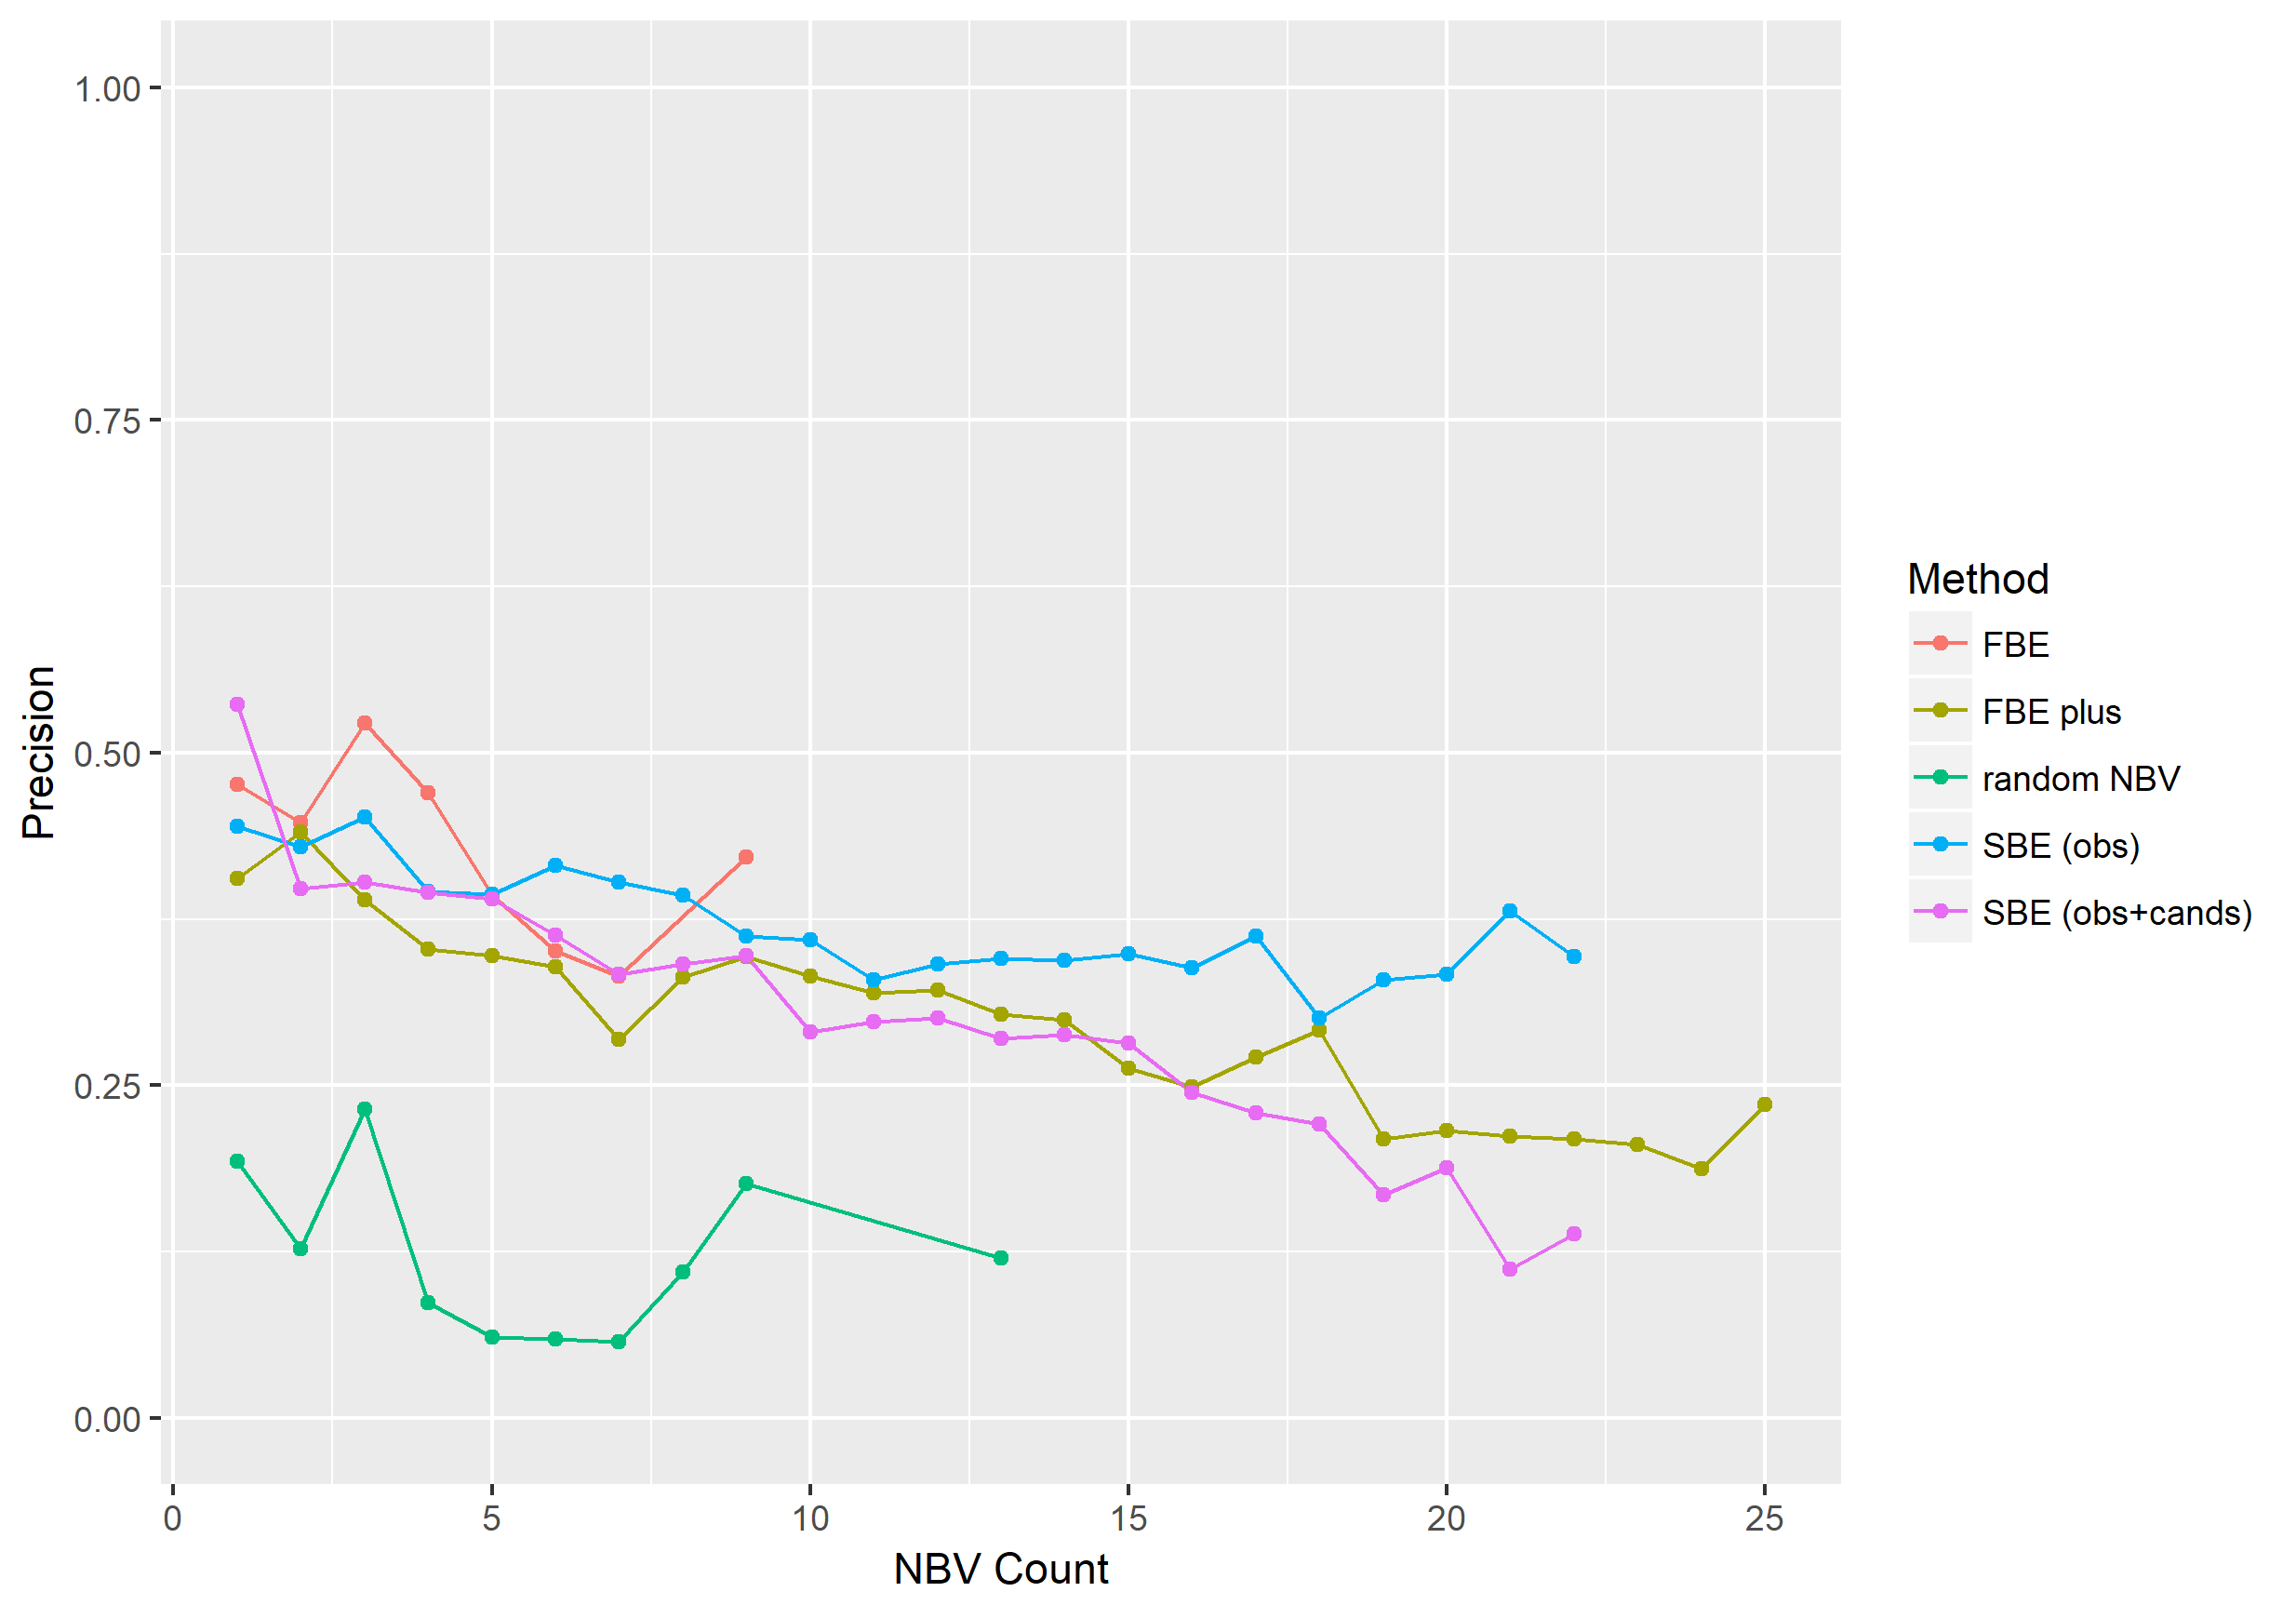 1.00
0.75
0.50
0.25
0.00
Precision
0 5 10 15 20 25
NBV Count
Method
FBE
FBE plus
random NBV
SBE (obs)
SBE (obs+cands)